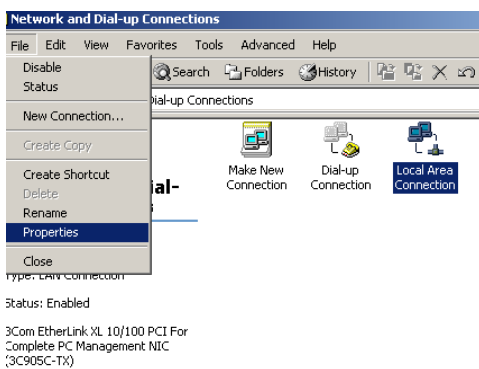 Network and Dial-up Connections
File Edit View Favorites Tools Advanced Help
Disable
Status
New Connection...
Create Copy
Create Shortcut
Delete
Rename
Properties
Close
Search Folders History
Dial-up Connections
ial-
Make New Connection
Dial-up Connection
Local Area Connection
Type: LAN Connection
Status: Enabled
3Com EtherLink XL 10/100 PCI For
Complete PC Management NIC
(3C905C-TX)